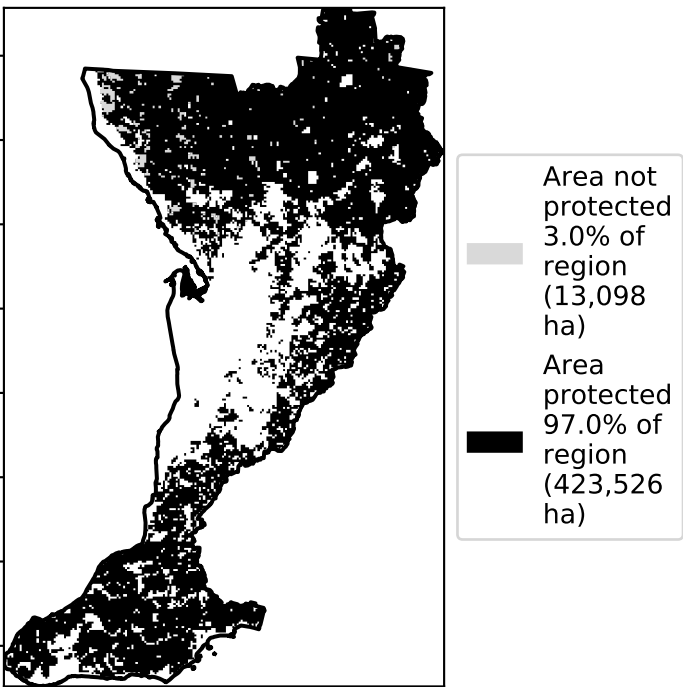 Area not
protected
3.0% of
region
(13,098
ha)
Area
protected
97.0% of
region
(423,526
ha)